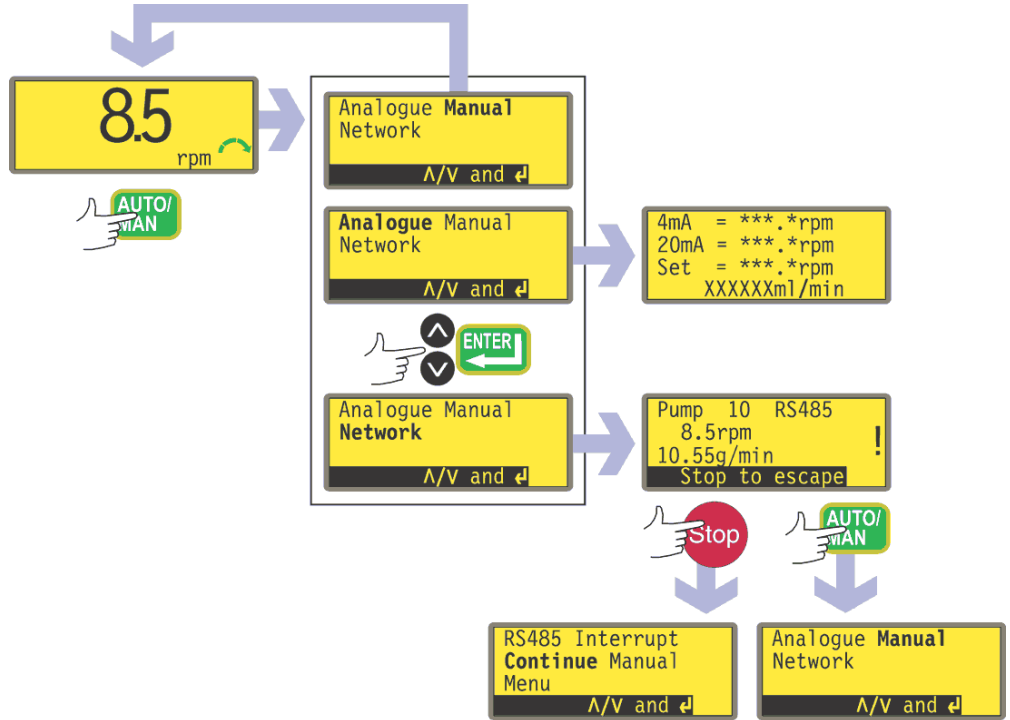 8.5
rpm
AUTO/
MAN
Analogue Manual
Network
∧/∨ and ↵
Analogue Manual
Network
∧/∨ and ↵
4mA = ***.*rpm
20mA = ***.*rpm
Set = ***.*rpm
XXXXXXml/min
ENTER
Analogue Manual
Network
∧/∨ and ↵
Pump 10 RS485
8.5rpm
!
10.55g/min
Stop to escape
Stop
AUTO/
MAN
RS485 Interrupt
Continue Manual
Menu
∧/∨ and ↵
Analogue Manual
Network
∧/∨ and ↵